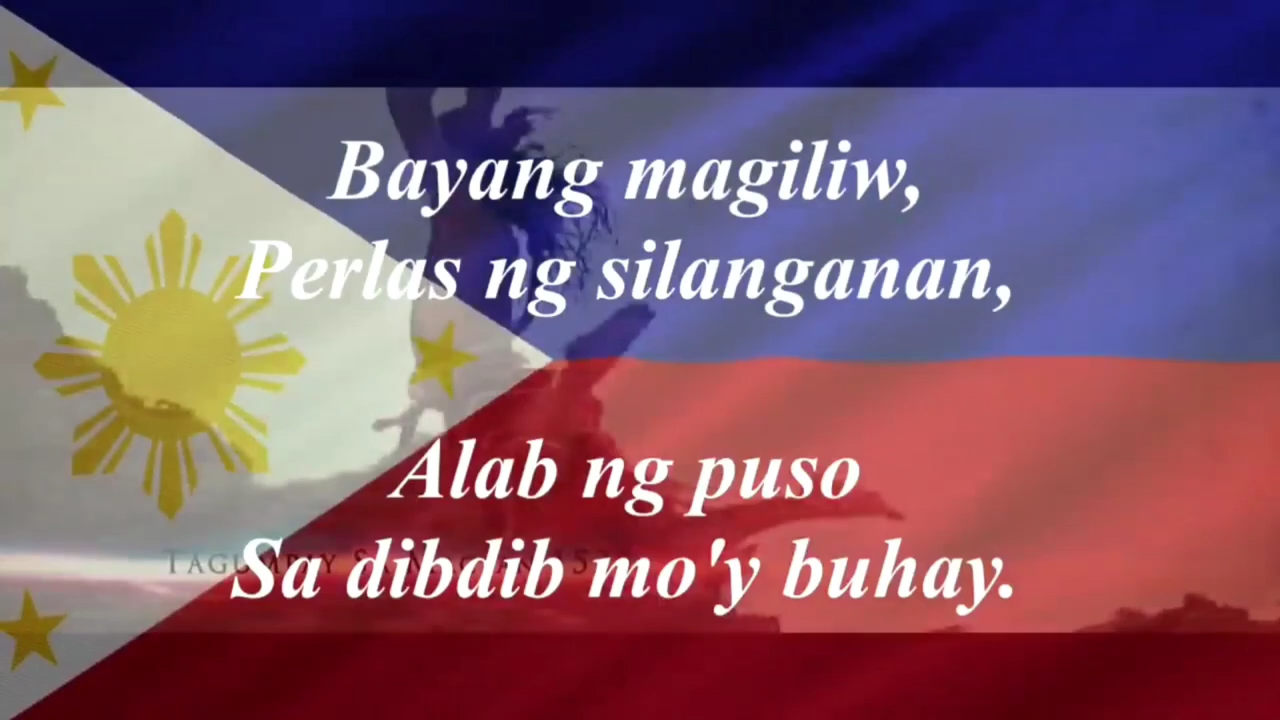 Bayang magiliw,
Perlas ng silanganan,
Alab ng puso
Sa dibdib mo'y buhay.